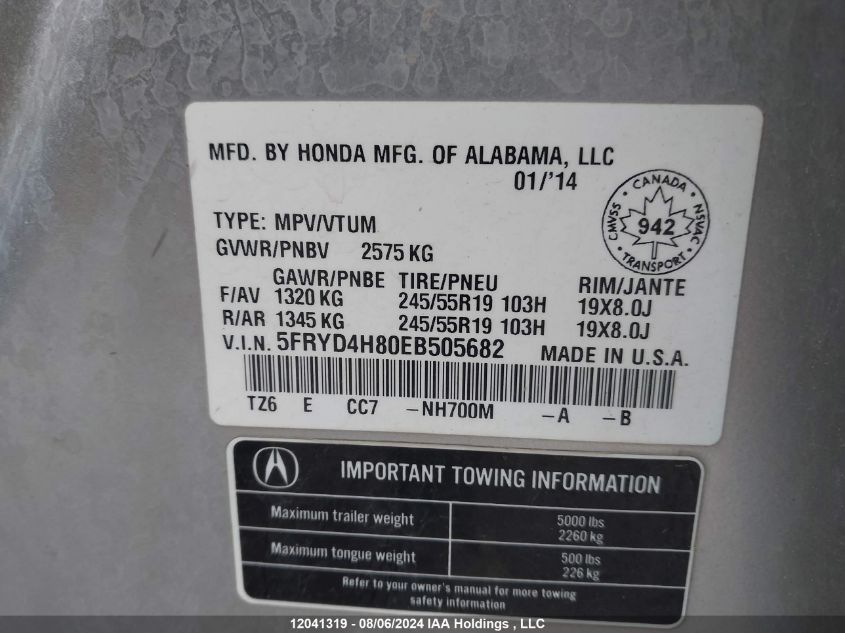 MFD. BY HONDA MFG. OF ALABAMA, LLC
01/'14
TYPE: MPV/VTUM
GVWR/PNBV 2575 KG
CANADA
CMVSS 942 NSVAC
TRANSPORT
GAWR/PNBE TIRE/PNEU RIM/JANTE
F/AV 1320 KG 245/55R19 103H 19X8.0J
R/AR 1345 KG 245/55R19 103H 19X8.0J
V.I.N. 5FRYD4H80EB505682 MADE IN U.S.A.
TZ6 E CC7 -NH700M -A -B
IMPORTANT TOWING INFORMATION
Maximum trailer weight 5000 lbs
2260 kg
Maximum tongue weight 500 lbs
226 kg
Refer to your owner's manual for more towing
safety information
12041319 - 08/06/2024 IAA Holdings , LLC